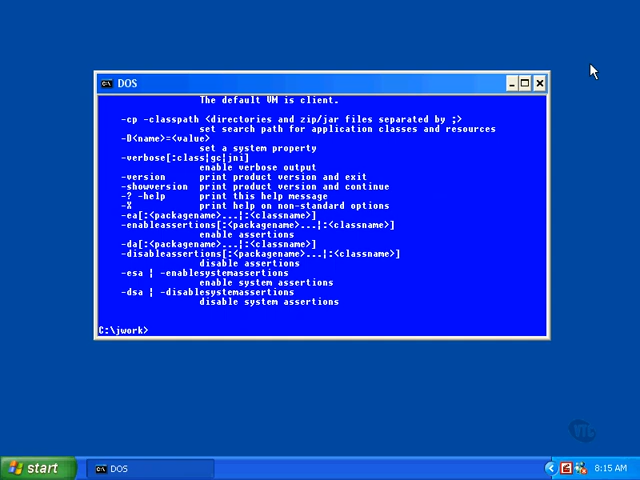 DOS
The default VM is client.
-cp -classpath <directories and zip/jar files separated by ;>
set search path for application classes and resources
-D<name>=<value>
set a system property
-verbose[:class¦gc¦jni]
enable verbose output
-version print product version and exit
-showversion print product version and continue
-? -help print this help message
-X print help on non-standard options
-ea[:<packagename>...¦:<classname>]
-enableassertions[:<packagename>...¦:<classname>]
enable assertions
-da[:<packagename>...¦:<classname>]
-disableassertions[:<packagename>...¦:<classname>]
disable assertions
-esa ¦ -enablesystemassertions
enable system assertions
-dsa ¦ -disablesystemassertions
disable system assertions
C:\jwork>
start
DOS
8:15 AM